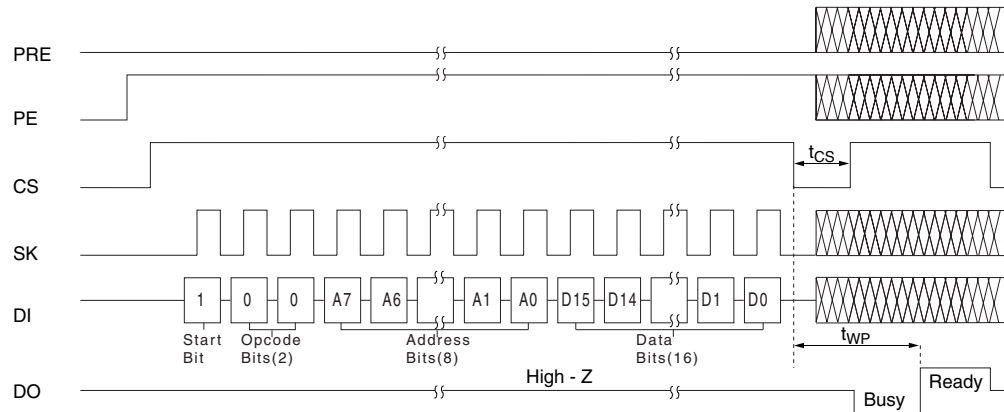 PRE
PE
CS
tCS
SK
DI
1 0 0 A7 A6 A1 A0 D15 D14 D1 D0
Start
Bit
Opcode
Bits(2)
Address
Bits(8)
Data
Bits(16)
tWP
DO
High - Z
Busy
Ready